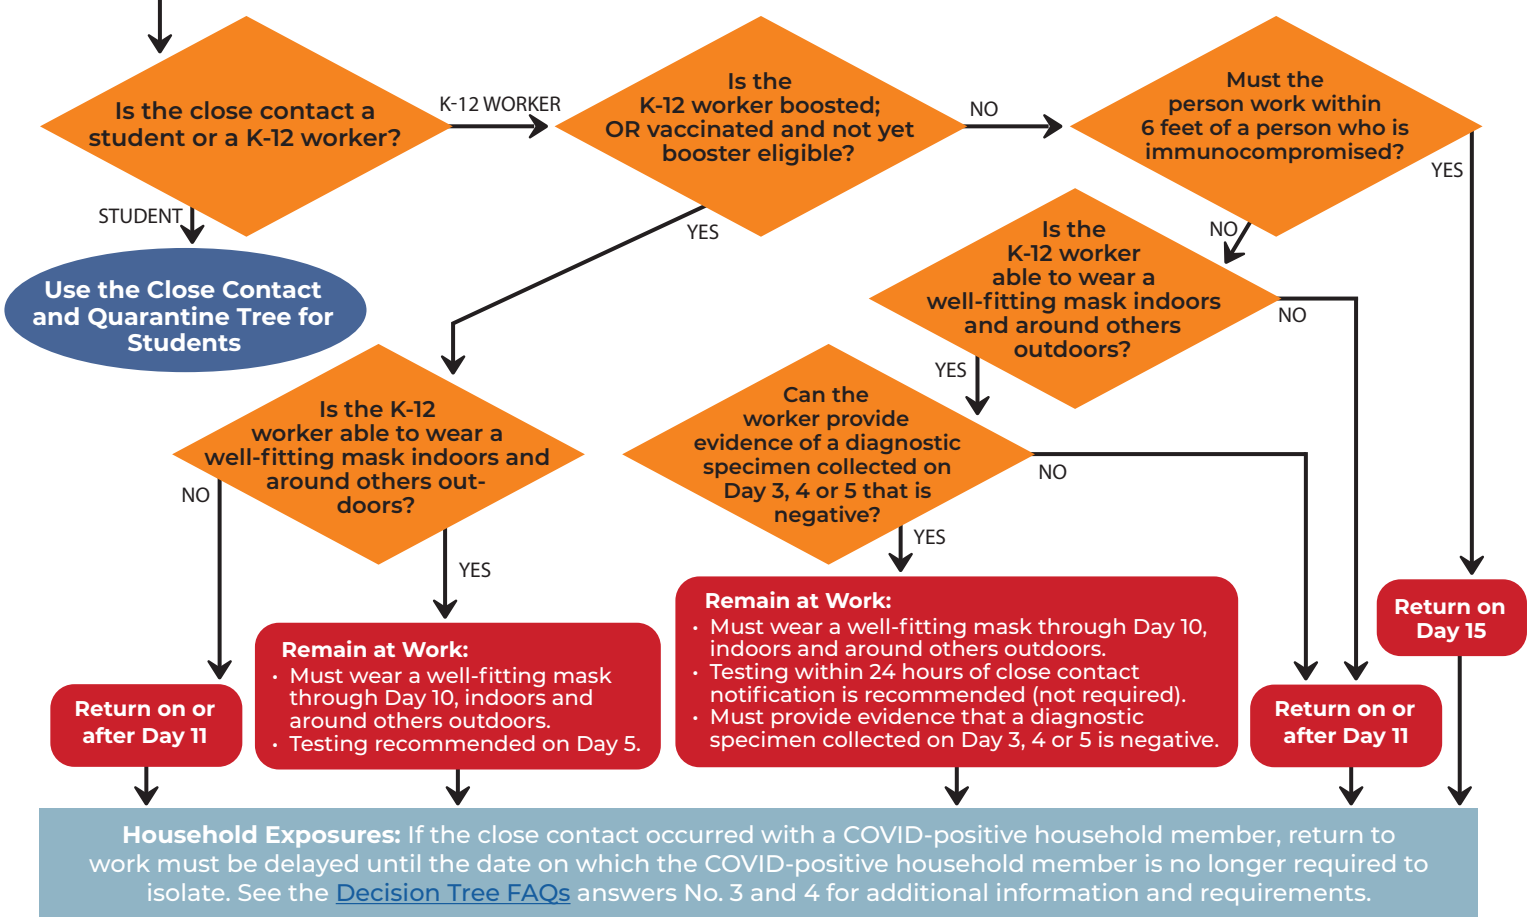 Is the close contact a
student or a K-12 worker?
K-12 WORKER
Is the
K-12 worker boosted;
OR vaccinated and not yet
booster eligible?
NO
Must the
person work within
6 feet of a person who is
immunocompromised?
YES
STUDENT
YES
NO
Use the Close Contact
and Quarantine Tree for
Students
Is the
K-12 worker
able to wear a
well-fitting mask indoors
and around others
outdoors?
NO
YES
Is the K-12
worker able to wear a
well-fitting mask indoors and
around others out-
doors?
NO
YES
Can the
worker provide
evidence of a diagnostic
specimen collected on
Day 3, 4 or 5 that is
negative?
NO
YES
Return on or
after Day 11
Remain at Work:
• Must wear a well-fitting mask
through Day 10, indoors and
around others outdoors.
• Testing recommended on Day 5.
Remain at Work:
• Must wear a well-fitting mask through Day 10,
indoors and around others outdoors.
• Testing within 24 hours of close contact
notification is recommended (not required).
• Must provide evidence that a diagnostic
specimen collected on Day 3, 4 or 5 is negative.
Return on or
after Day 11
Return on
Day 15
Household Exposures: If the close contact occurred with a COVID-positive household member, return to
work must be delayed until the date on which the COVID-positive household member is no longer required to
isolate. See the Decision Tree FAQs answers No. 3 and 4 for additional information and requirements.